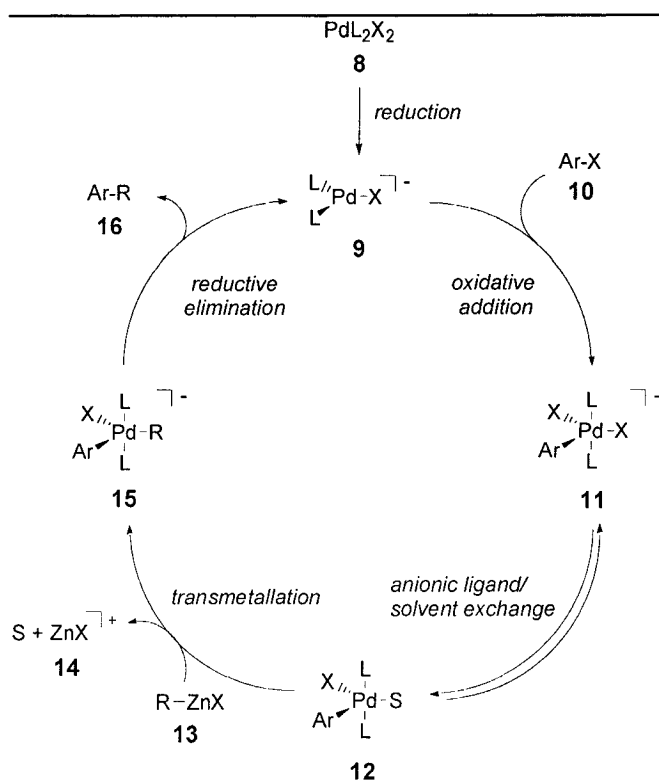 PdL₂X₂
8
reduction
Ar-X
10
L
Pd-X
L
⌉ -
9
Ar-R
16
reductive
elimination
oxidative
addition
L
X
Pd-R
Ar
L
⌉ -
15
L
X
Pd-X
Ar
L
⌉ -
11
transmetallation
anionic ligand/
solvent exchange
S + ZnX
⌉ +
14
R-ZnX
13
L
X
Pd-S
Ar
L
12